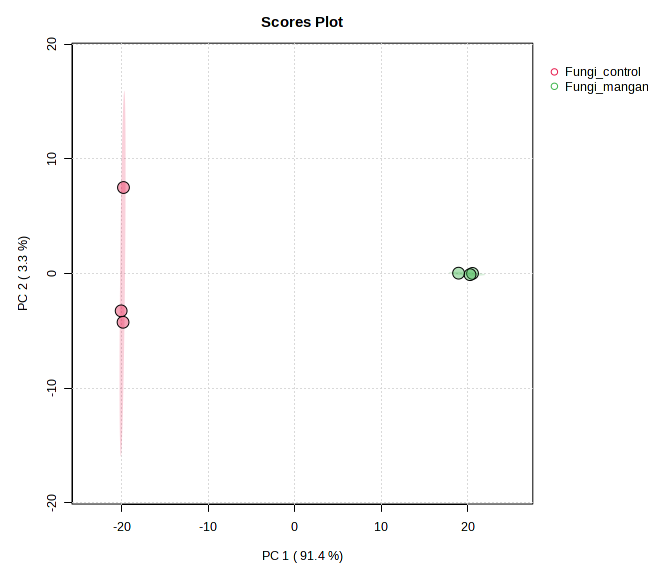 Scores Plot
Fungi_control
Fungi_mangan
20
10
0
-10
-20
PC 2 ( 3.3 %)
-20
-10
0
10
20
PC 1 ( 91.4 %)